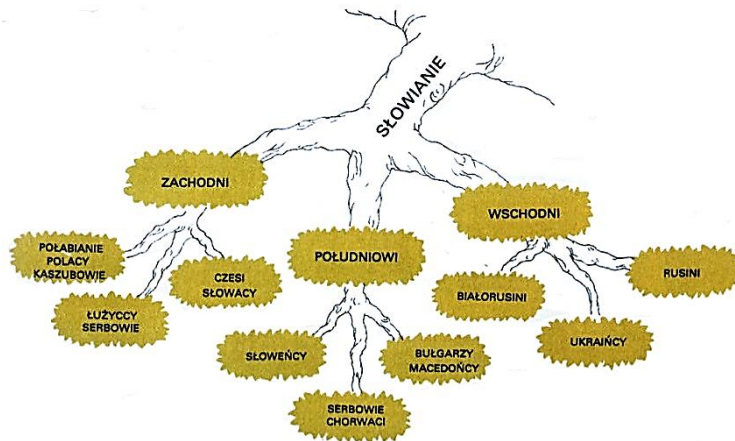 SŁOWIANIE
ZACHODNI
POŁABIANIE
POLACY
KASZUBOWIE
ŁUŻYCCY
SERBOWIE
CZESI
SŁOWACY
POŁUDNIOWI
SŁOWEŃCY
SERBOWIE
CHORWACI
BUŁGARZY
MACEDOŃCY
WSCHODNI
BIAŁORUSINI
UKRAIŃCY
RUSINI